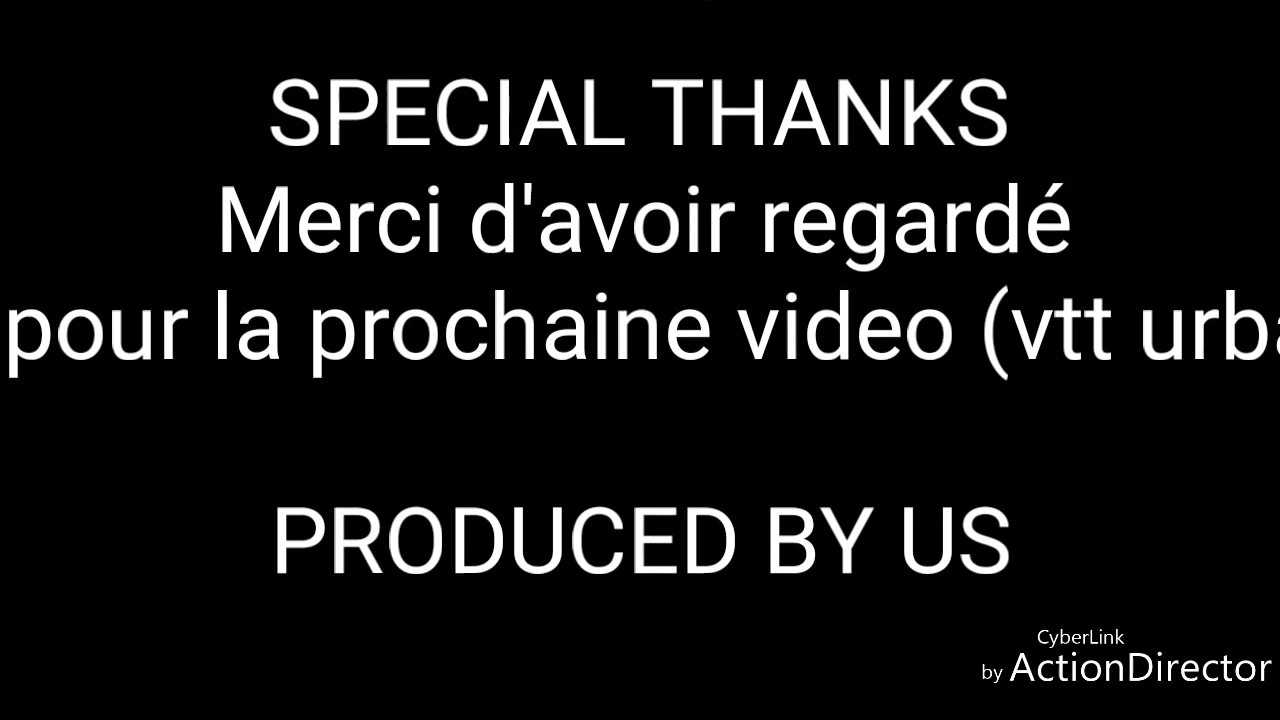 SPECIAL THANKS
Merci d'avoir regardé
pour la prochaine video (vtt
PRODUCED BY US
CyberLink
by ActionDirector